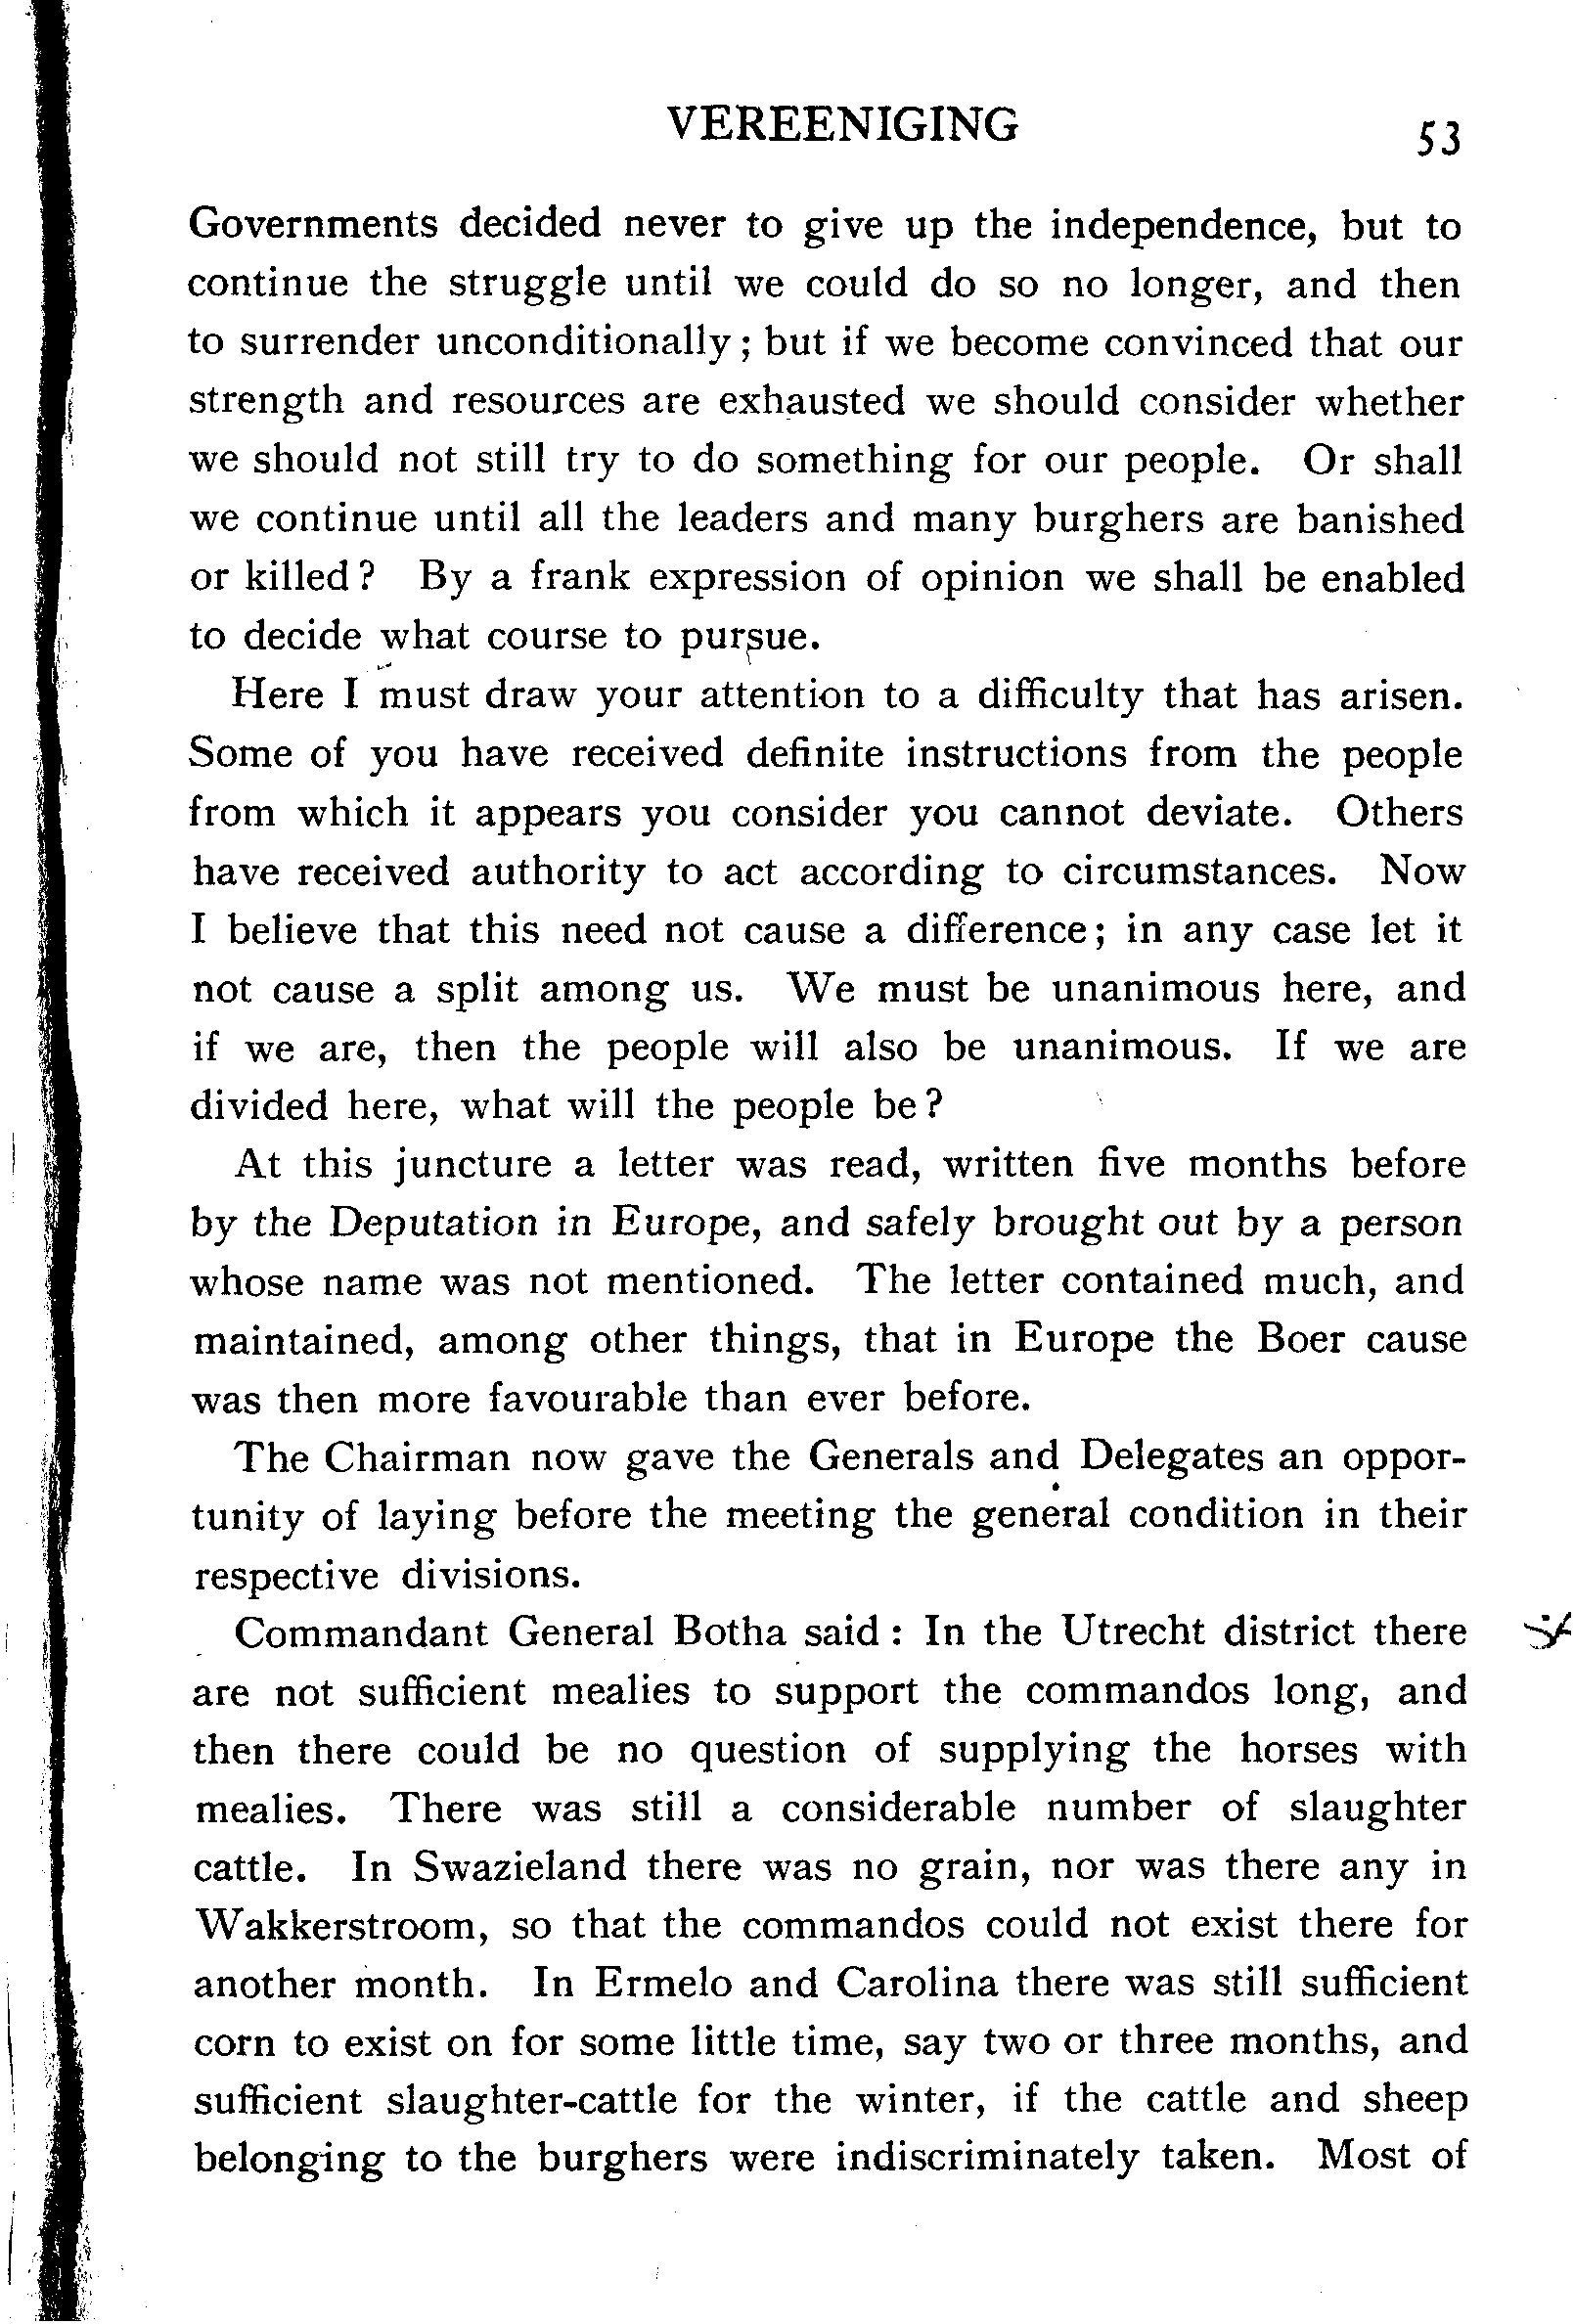 VEREENIGING 53
Governments decided never to give up the independence, but to
continue the struggle until we could do so no longer, and then
to surrender unconditionally; but if we become convinced that our
strength and resources are exhausted we should consider whether
we should not still try to do something for our people. Or shall
we continue until all the leaders and many burghers are banished
or killed? By a frank expression of opinion we shall be enabled
to decide what course to pursue.
Here I must draw your attention to a difficulty that has arisen.
Some of you have received definite instructions from the people
from which it appears you consider you cannot deviate. Others
have received authority to act according to circumstances. Now
I believe that this need not cause a difference; in any case let it
not cause a split among us. We must be unanimous here, and
if we are, then the people will also be unanimous. If we are
divided here, what will the people be?
At this juncture a letter was read, written five months before
by the Deputation in Europe, and safely brought out by a person
whose name was not mentioned. The letter contained much, and
maintained, among other things, that in Europe the Boer cause
was then more favourable than ever before.
The Chairman now gave the Generals and Delegates an oppor-
tunity of laying before the meeting the general condition in their
respective divisions.
Commandant General Botha said: In the Utrecht district there
are not sufficient mealies to support the commandos long, and
then there could be no question of supplying the horses with
mealies. There was still a considerable number of slaughter
cattle. In Swazieland there was no grain, nor was there any in
Wakkerstroom, so that the commandos could not exist there for
another month. In Ermelo and Carolina there was still sufficient
corn to exist on for some little time, say two or three months, and
sufficient slaughter-cattle for the winter, if the cattle and sheep
belonging to the burghers were indiscriminately taken. Most of